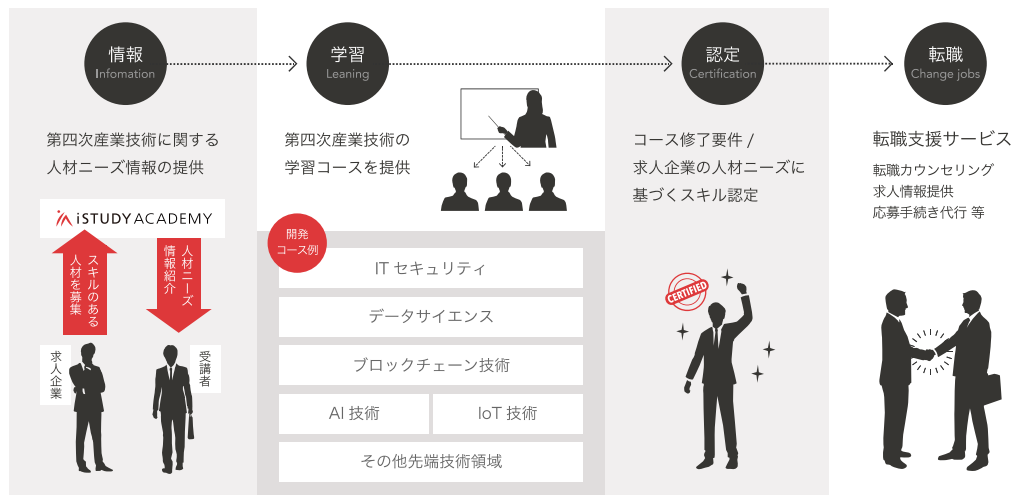 情報
Infomation
学習
Leaning
認定
Certification
転職
Change jobs
第四次産業技術に関する
人材ニーズ情報の提供
iSTUDY ACADEMY
スキルのある
人材を募集
人材ニーズ
情報紹介
求人企業
受講者
第四次産業技術の
学習コースを提供
開発
コース例
IT セキュリティ
データサイエンス
ブロックチェーン技術
AI 技術
IoT 技術
その他先端技術領域
コース修了要件 /
求人企業の人材ニーズに
基づくスキル認定
CERTIFIED
転職支援サービス
転職カウンセリング
求人情報提供
応募手続き代行 等